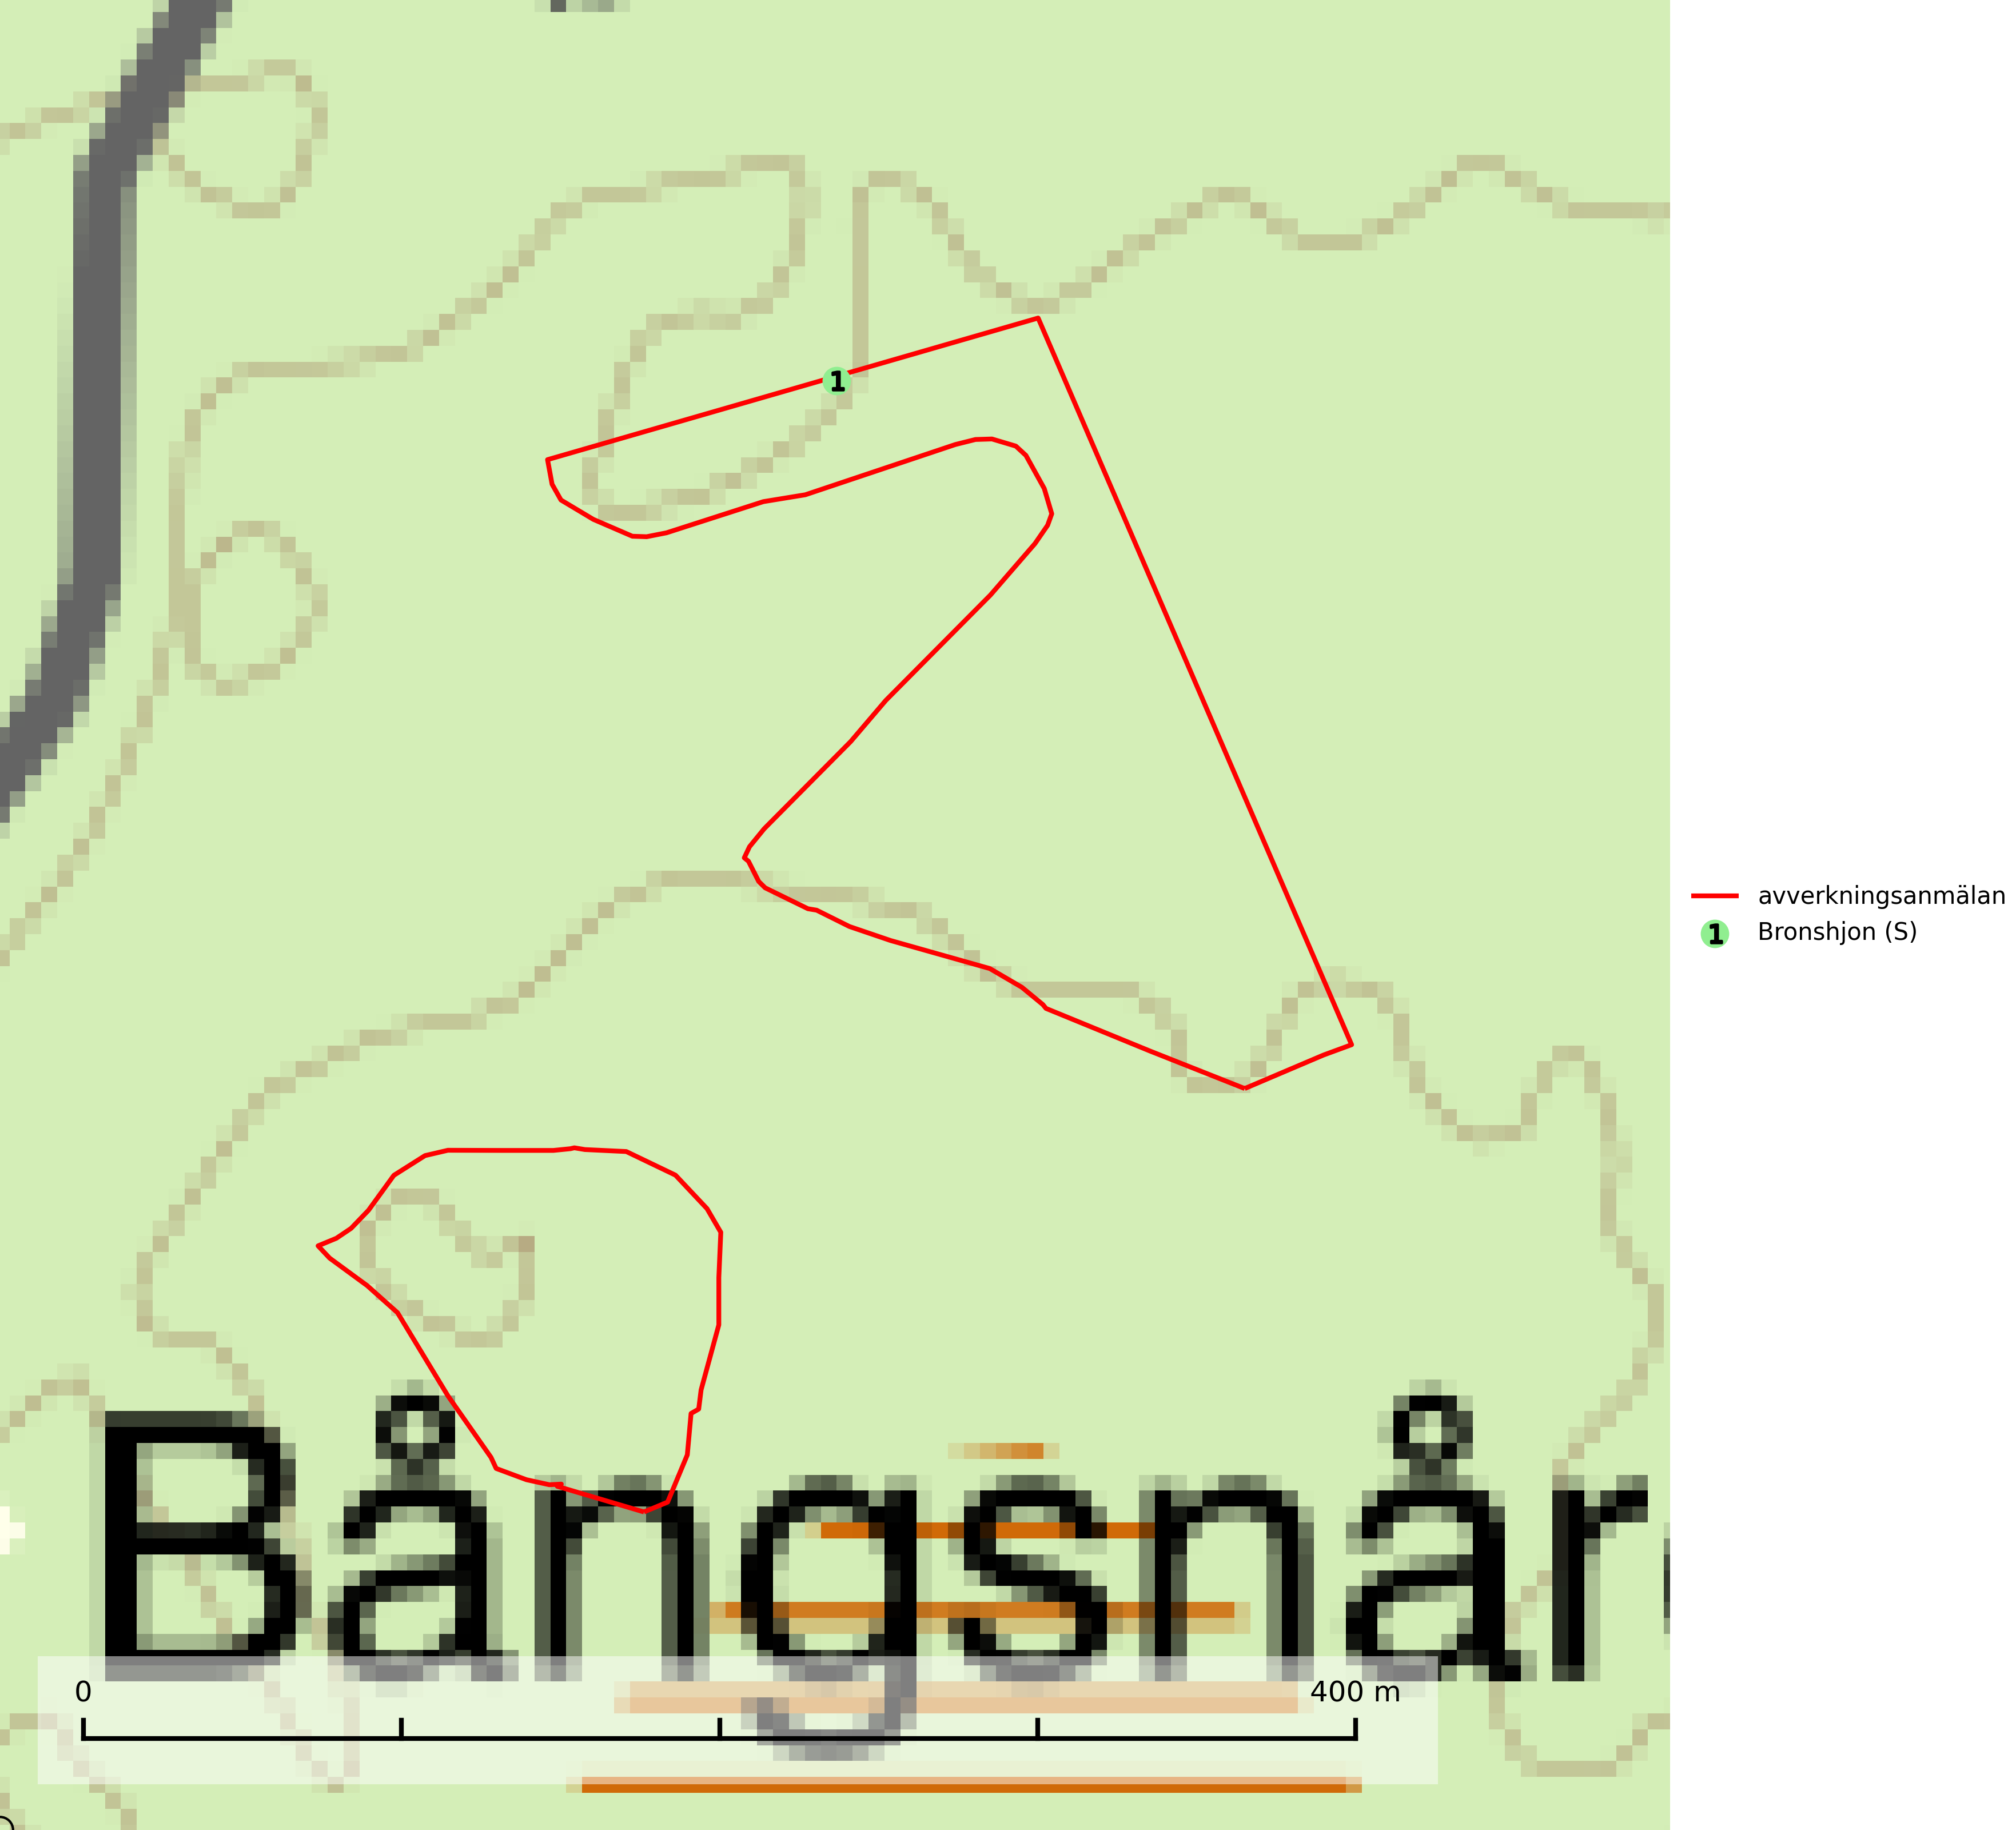 1
avverkningsanmälan
1 Bronshjon (S)
Bångsnår
0 400 m